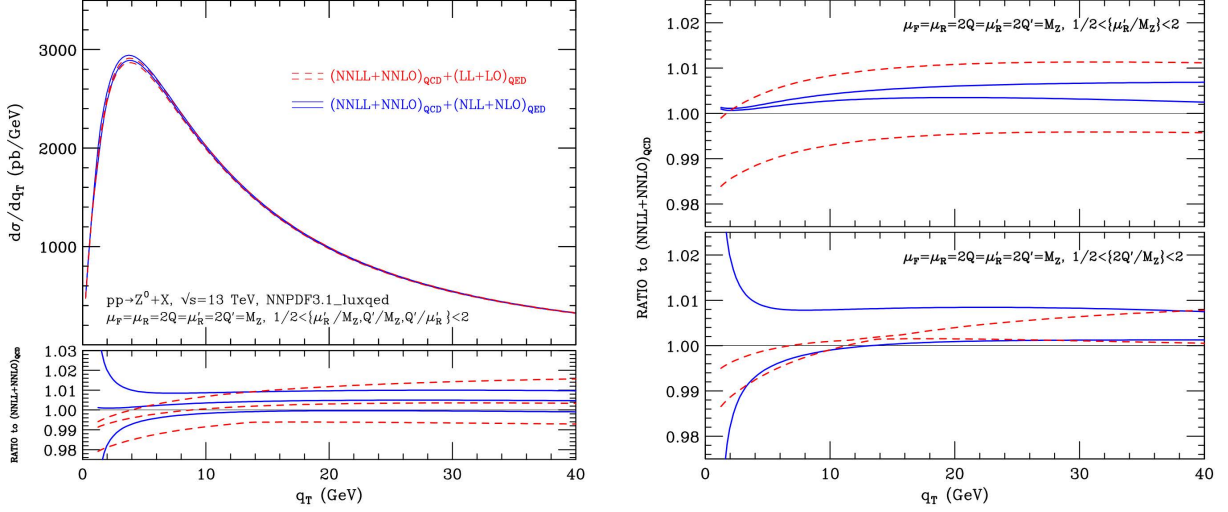 3000
2000
1000
dσ/dq_T (pb/GeV)
(NNLL+NNLO)_QCD+(LL+LO)_QED
(NNLL+NNLO)_QCD+(NLL+NLO)_QED
pp→Z⁰+X, √s=13 TeV, NNPDF3.1_luxqed
μ_F=μ_R=2Q=μ'_R=2Q'=M_Z, 1/2<{μ'_R/M_Z,Q'/M_Z,Q'/μ'_R}<2
RATIO to (NNLL+NNLO)_QCD
1.03
1.02
1.01
1.00
0.99
0.98
0 10 20 30 40
q_T (GeV)
RATIO to (NNLL+NNLO)_QCD
μ_F=μ_R=2Q=μ'_R=2Q'=M_Z, 1/2<{μ'_R/M_Z}<2
1.02
1.01
1.00
0.99
0.98
μ_F=μ_R=2Q=μ'_R=2Q'=M_Z, 1/2<{2Q'/M_Z}<2
1.02
1.01
1.00
0.99
0.98
0 10 20 30 40
q_T (GeV)